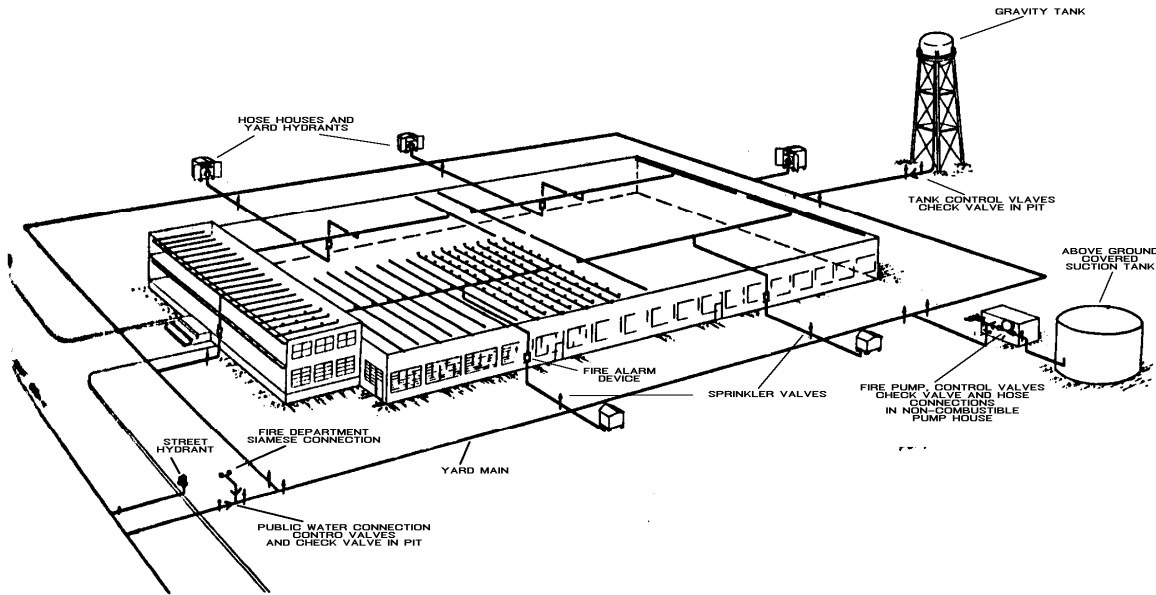 GRAVITY TANK
HOSE HOUSES AND
YARD HYDRANTS
TANK CONTROL VLAVES
CHECK VALVE IN PIT
ABOVE GROUND
COVERED
SUCTION TANK
FIRE ALARM
DEVICE
SPRINKLER VALVES
FIRE PUMP, CONTROL VALVES
CHECK VALVE AND HOSE
CONNECTIONS
IN NON-COMBUSTIBLE
PUMP HOUSE
STREET
HYDRANT
FIRE DEPARTMENT
SIAMESE CONNECTION
YARD MAIN
PUBLIC WATER CONNECTION
CONTRO VALVES
AND CHECK VALVE IN PIT